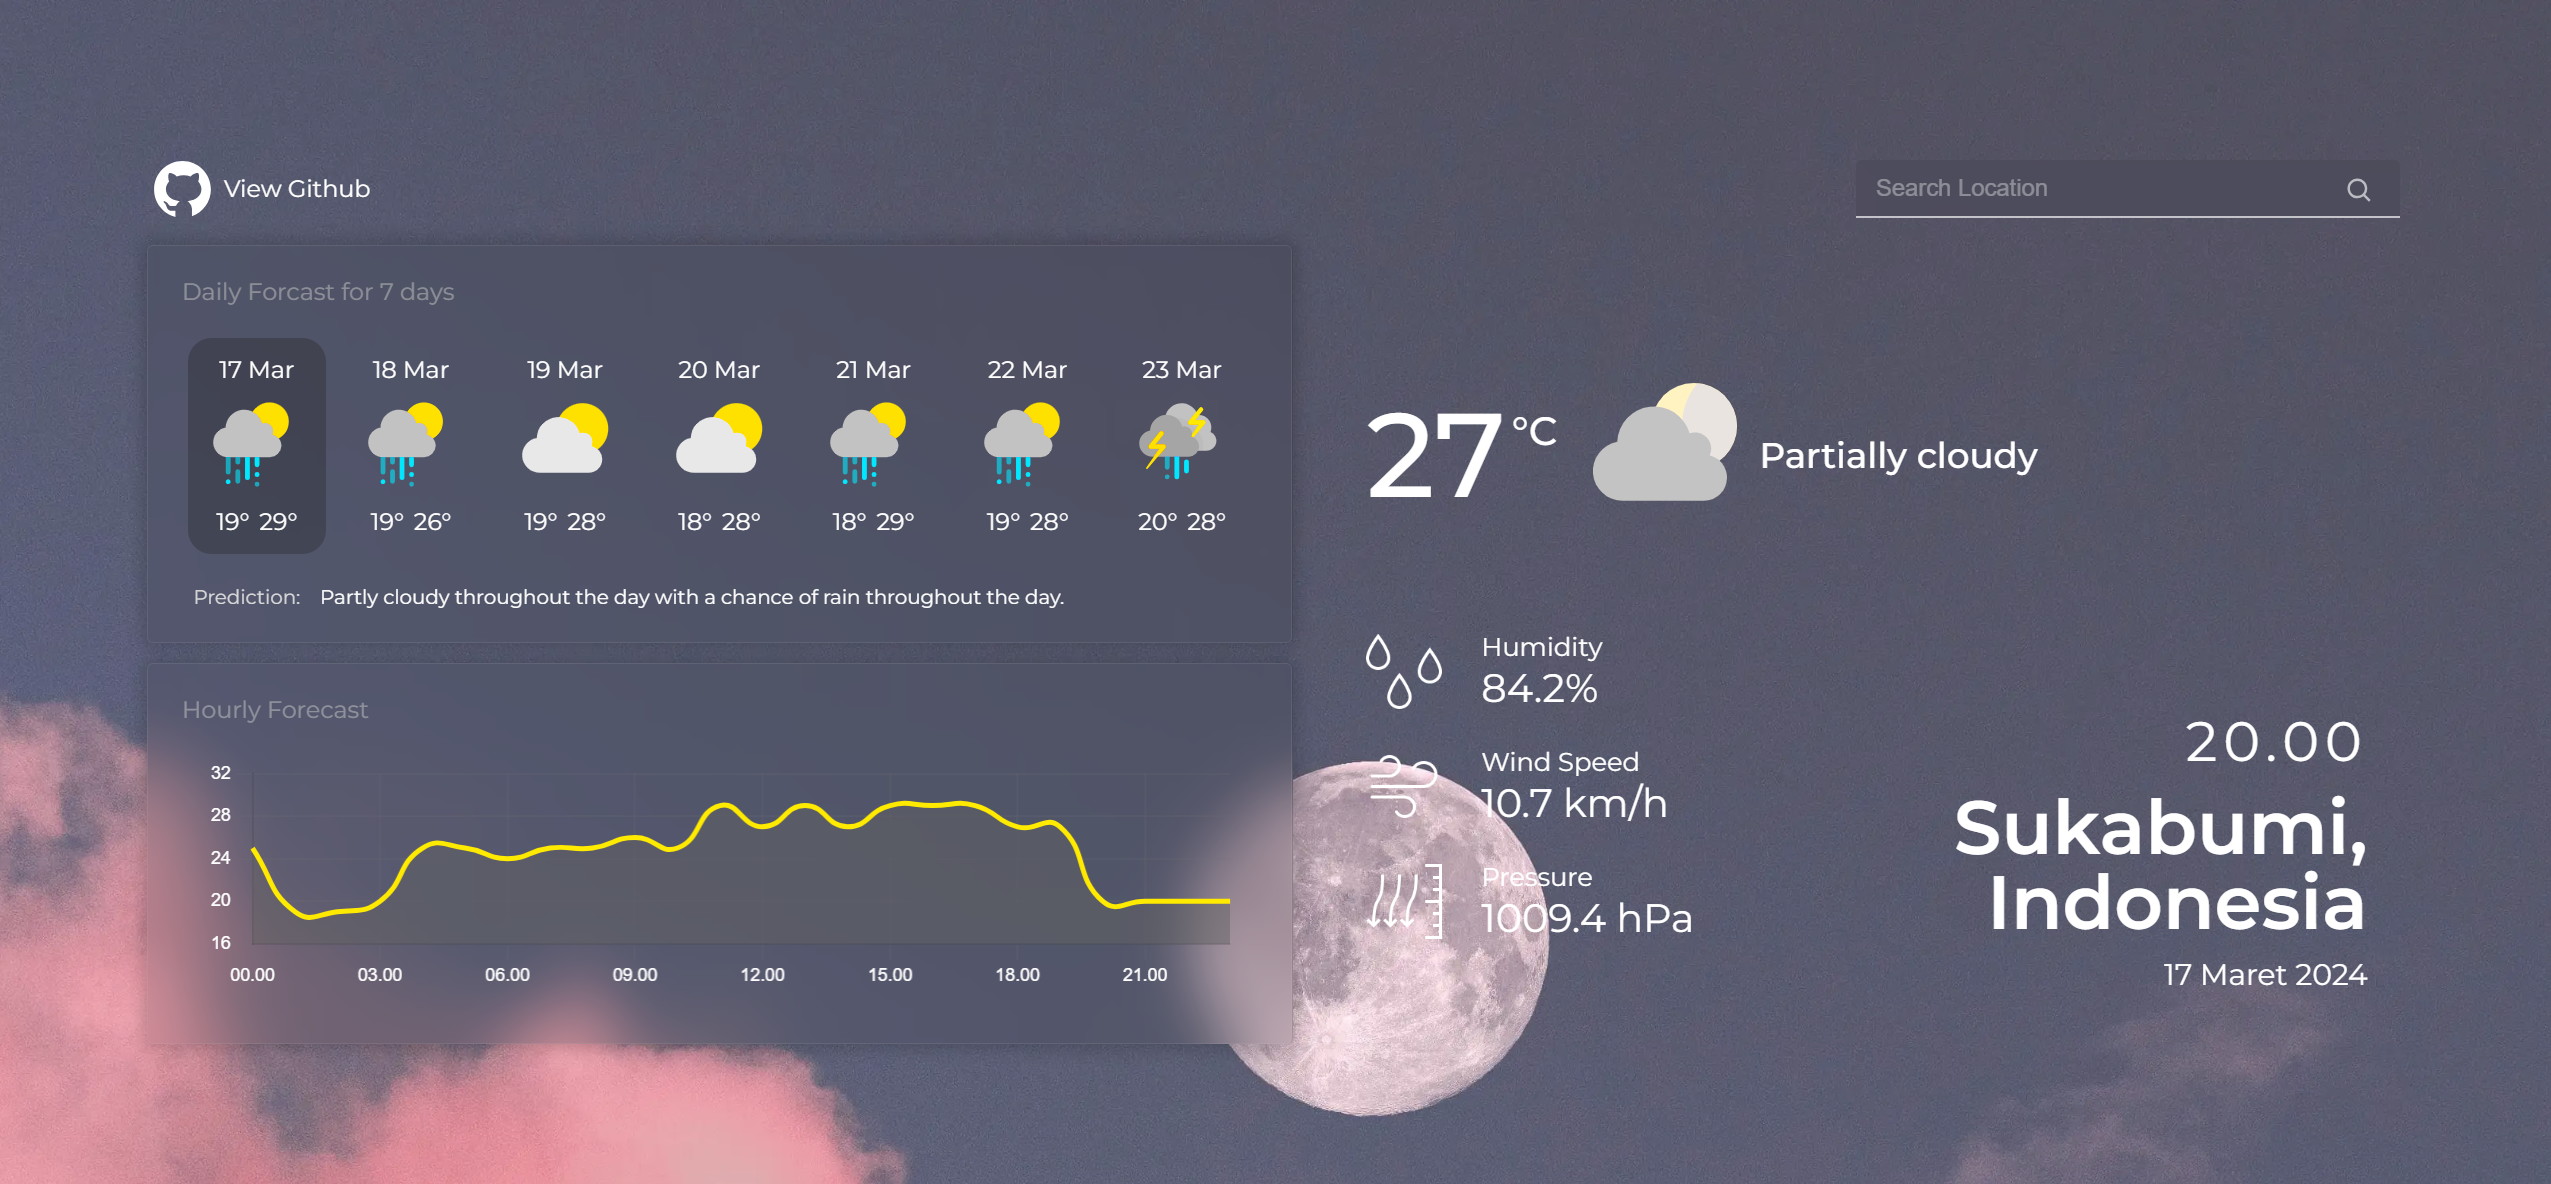 View Github
Search Location
Daily Forcast for 7 days
17 Mar 18 Mar 19 Mar 20 Mar 21 Mar 22 Mar 23 Mar
19° 29° 19° 26° 19° 28° 18° 28° 18° 29° 19° 28° 20° 28°
Prediction: Partly cloudy throughout the day with a chance of rain throughout the day.
Hourly Forecast
32
28
24
20
16
00.00 03.00 06.00 09.00 12.00 15.00 18.00 21.00
27 °C
Partially cloudy
Humidity
84.2%
Wind Speed
10.7 km/h
Pressure
1009.4 hPa
20.00
Sukabumi,
Indonesia
17 Maret 2024